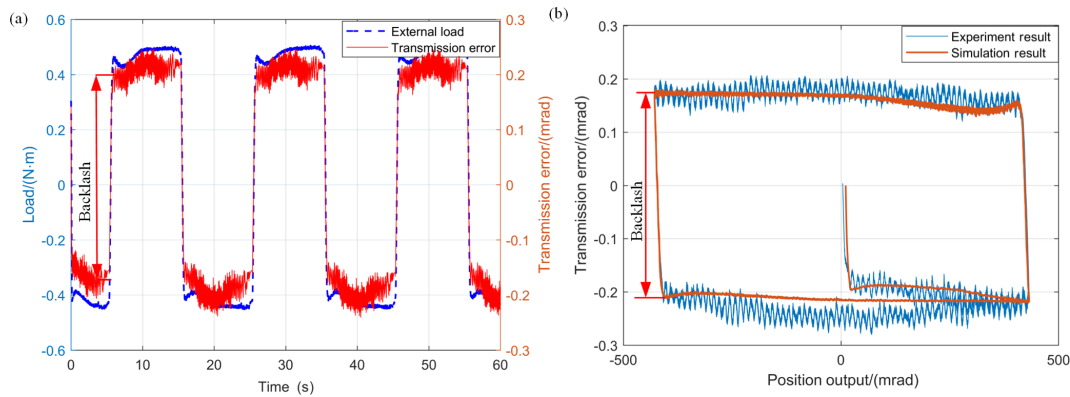 (a)
0.6
0.4
0.2
0
-0.2
-0.4
-0.6
Load/(N·m)
Backlash
External load
Transmission error
0.3
0.2
0.1
0
-0.1
-0.2
-0.3
Transmission error/(mrad)
0 10 20 30 40 50 60
Time (s)
(b)
0.3
0.2
0.1
0
-0.1
-0.2
-0.3
Transmission error/(mrad)
Backlash
Experiment result
Simulation result
-500 0 500
Position output/(mrad)